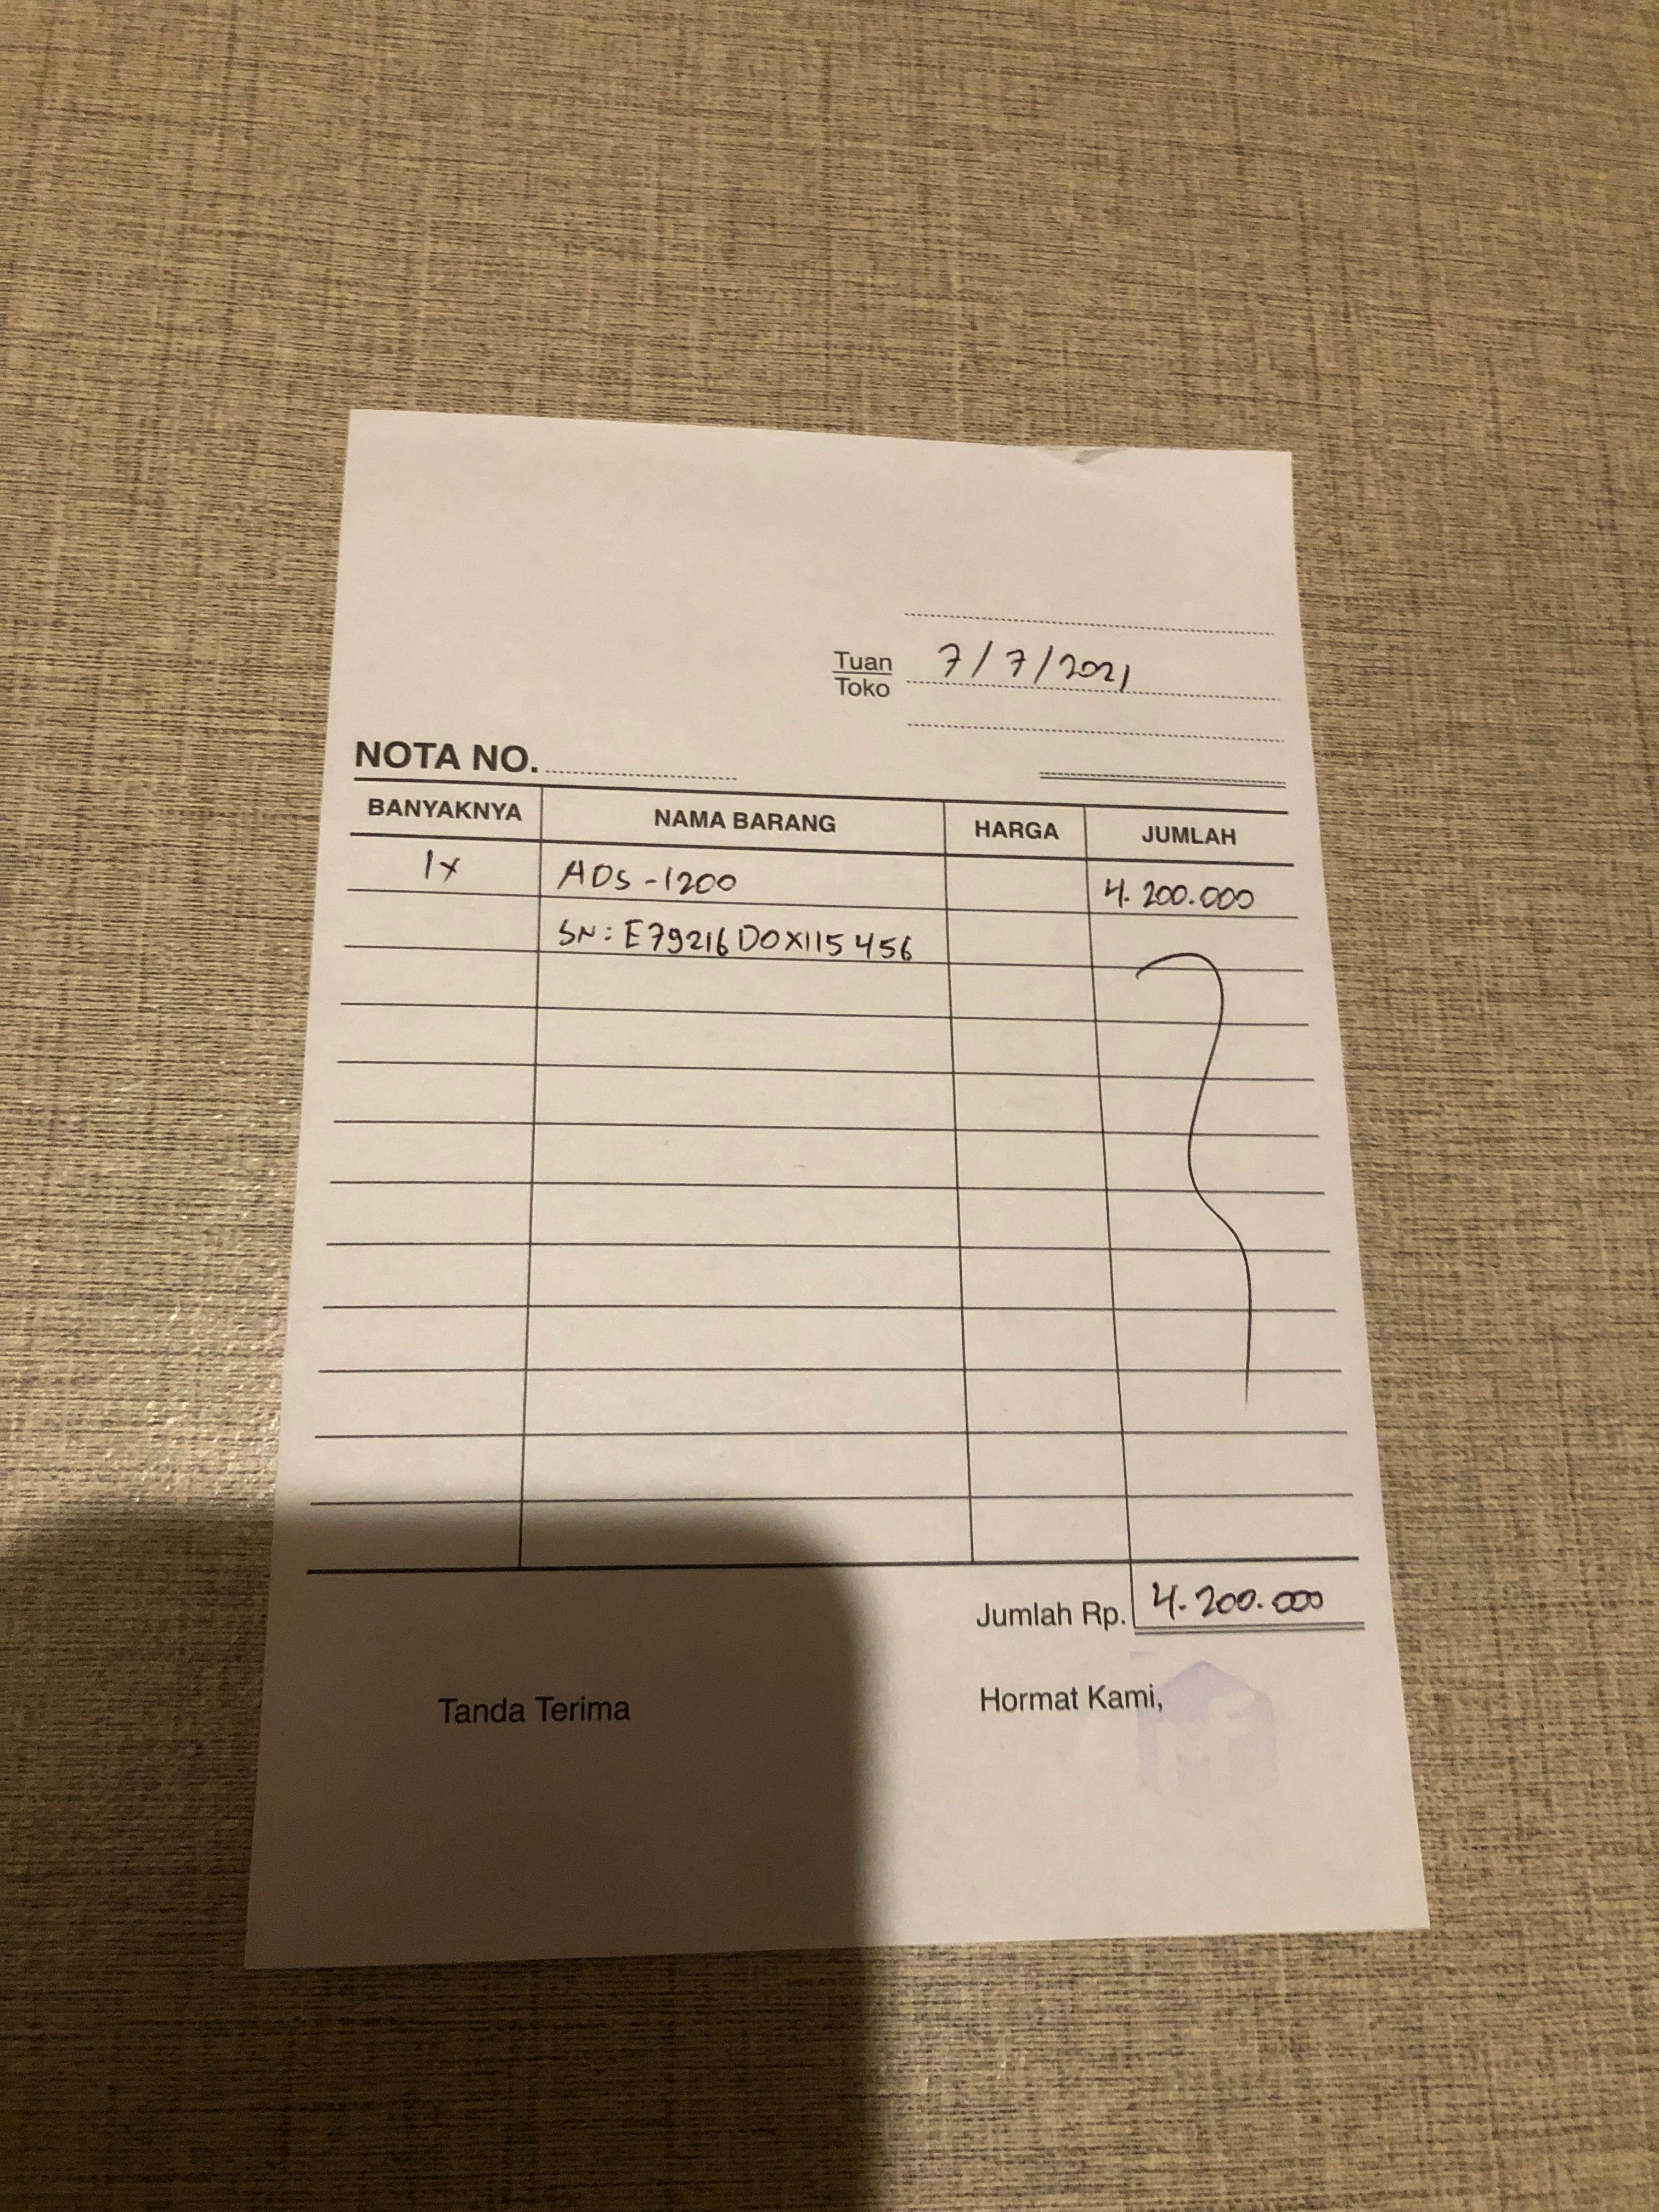 Tuan
Toko
7/7/2021
NOTA NO.
BANYAKNYA NAMA BARANG HARGA JUMLAH
1x ADS-1200 4.200.000
SN: E79216D0X115456
Jumlah Rp. 4.200.000
Tanda Terima Hormat Kami,